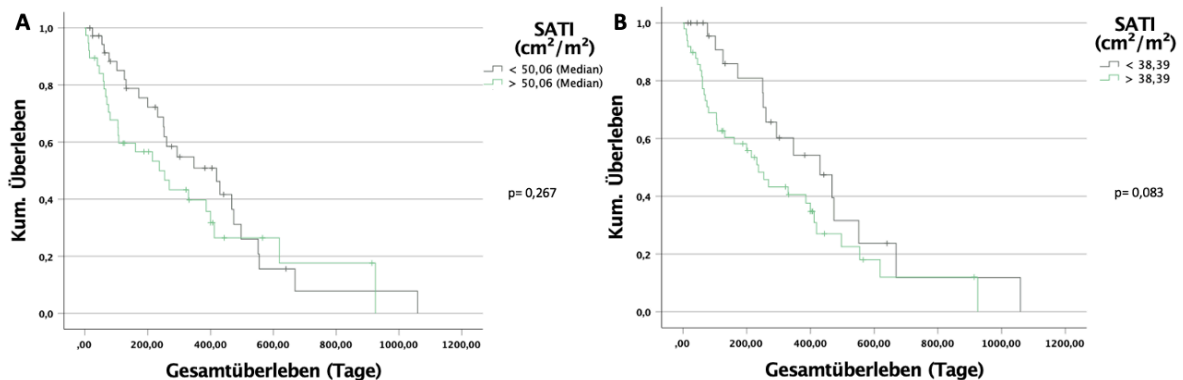 A
SATI
(cm²/m²)
< 50,06 (Median)
> 50,06 (Median)
p= 0,267
Kum. Überleben
1,0
0,8
0,6
0,4
0,2
0,0
,00 200,00 400,00 600,00 800,00 1000,00 1200,00
Gesamtüberleben (Tage)
B
SATI
(cm²/m²)
< 38,39
> 38,39
p= 0,083
Kum. Überleben
1,0
0,8
0,6
0,4
0,2
0,0
,00 200,00 400,00 600,00 800,00 1000,00 1200,00
Gesamtüberleben (Tage)